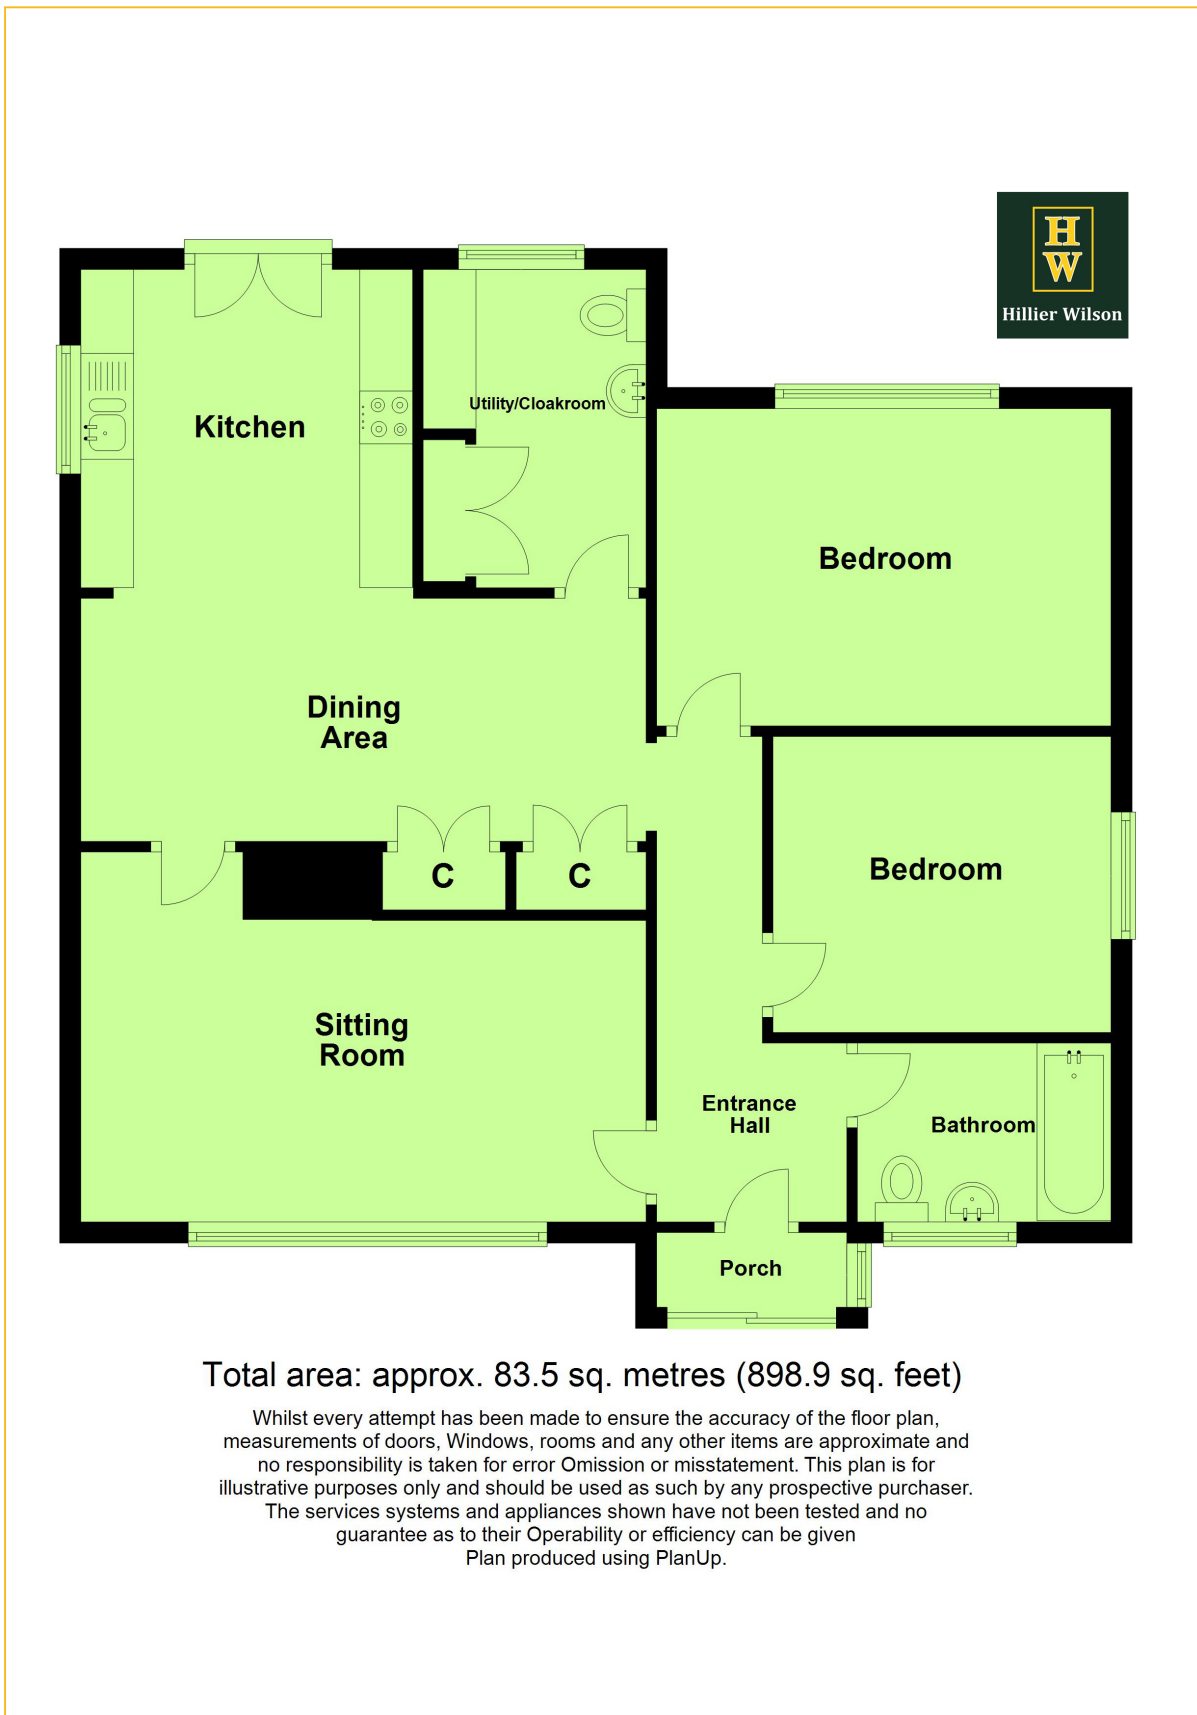 H
W
Hillier Wilson
Kitchen
Utility/Cloakroom
Bedroom
Dining
Area
C
C
Bedroom
Sitting
Room
Entrance
Hall
Bathroom
Porch
Total area: approx. 83.5 sq. metres (898.9 sq. feet)
Whilst every attempt has been made to ensure the accuracy of the floor plan,
measurements of doors, Windows, rooms and any other items are approximate and
no responsibility is taken for error Omission or misstatement. This plan is for
illustrative purposes only and should be used as such by any prospective purchaser.
The services systems and appliances shown have not been tested and no
guarantee as to their Operability or efficiency can be given
Plan produced using PlanUp.